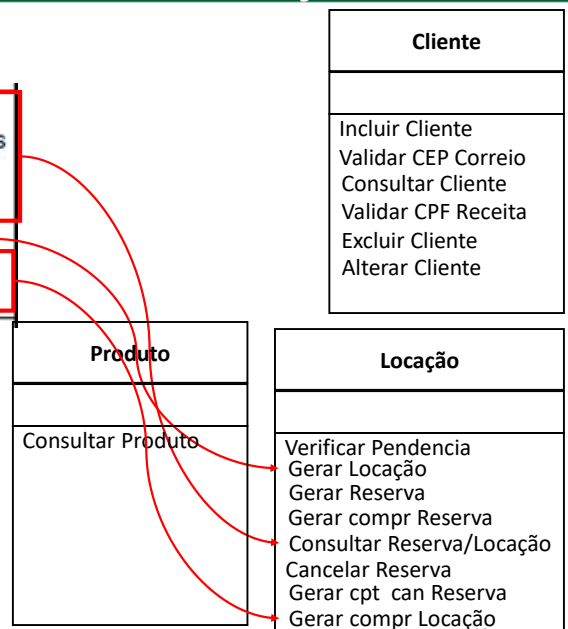 Cliente
s
Incluir Cliente
Validar CEP Correio
Consultar Cliente
Validar CPF Receita
Excluir Cliente
Alterar Cliente
Produto
Consultar Produto
Locação
Verificar Pendencia
Gerar Locação
Gerar Reserva
Gerar compr Reserva
Consultar Reserva/Locação
Cancelar Reserva
Gerar cpt can Reserva
Gerar compr Locação